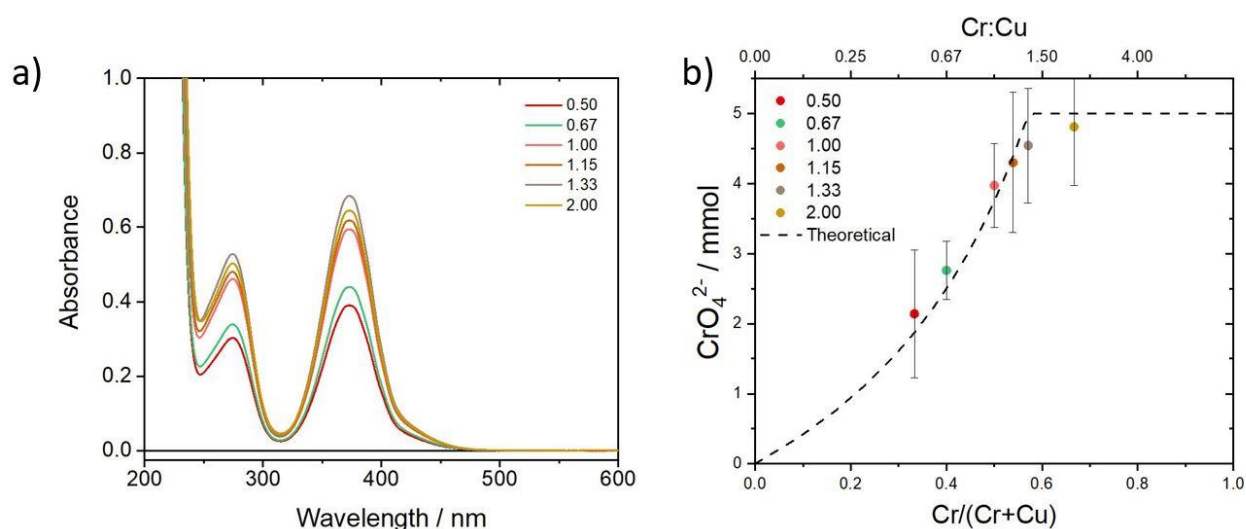 a)
1.0
0.8
0.6
0.4
0.2
0.0
Absorbance
0.50
0.67
1.00
1.15
1.33
2.00
200 300 400 500 600
Wavelength / nm
b)
Cr:Cu
0.00 0.25 0.67 1.50 4.00
5
4
3
2
1
0
CrO₄²⁻ / mmol
0.50
0.67
1.00
1.15
1.33
2.00
Theoretical
0.0 0.2 0.4 0.6 0.8 1.0
Cr/(Cr+Cu)